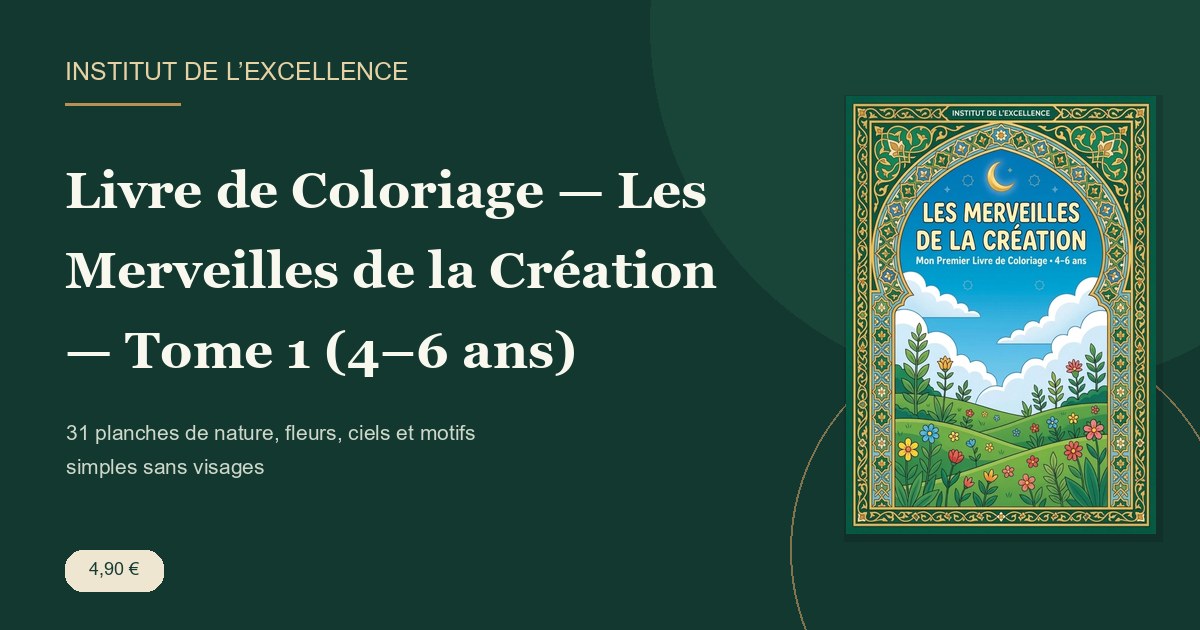 INSTITUT DE L’EXCELLENCE
Livre de Coloriage — Les
Merveilles de la Création
— Tome 1 (4–6 ans)
31 planches de nature, fleurs, ciels et motifs
simples sans visages
4,90 €
INSTITUT DE L’EXCELLENCE
LES MERVEILLES
DE LA CRÉATION
Mon Premier Livre de Coloriage • 4–6 ans